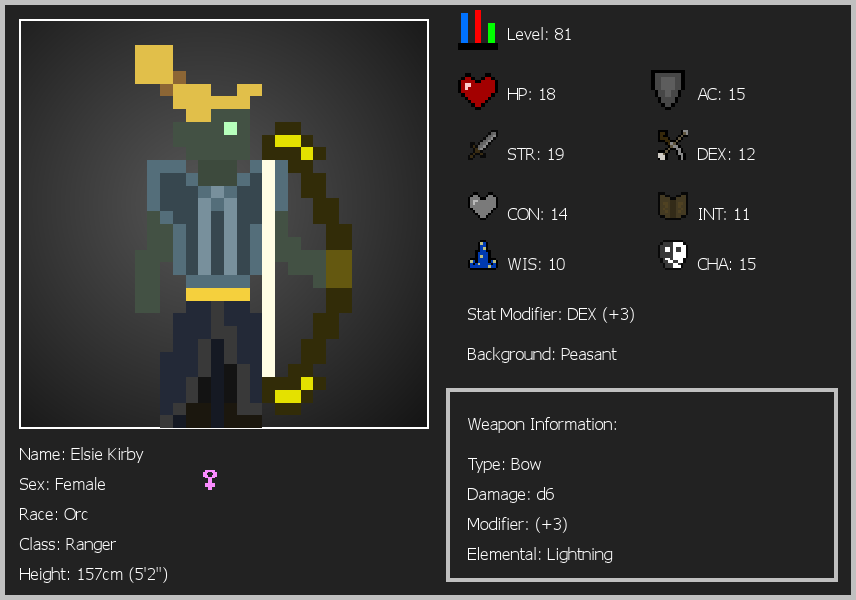 Level: 81
HP: 18
AC: 15
STR: 19
DEX: 12
CON: 14
INT: 11
WIS: 10
CHA: 15
Stat Modifier: DEX (+3)
Background: Peasant
Weapon Information:
Type: Bow
Damage: d6
Modifier: (+3)
Elemental: Lightning
Name: Elsie Kirby
Sex: Female
Race: Orc
Class: Ranger
Height: 157cm (5'2")